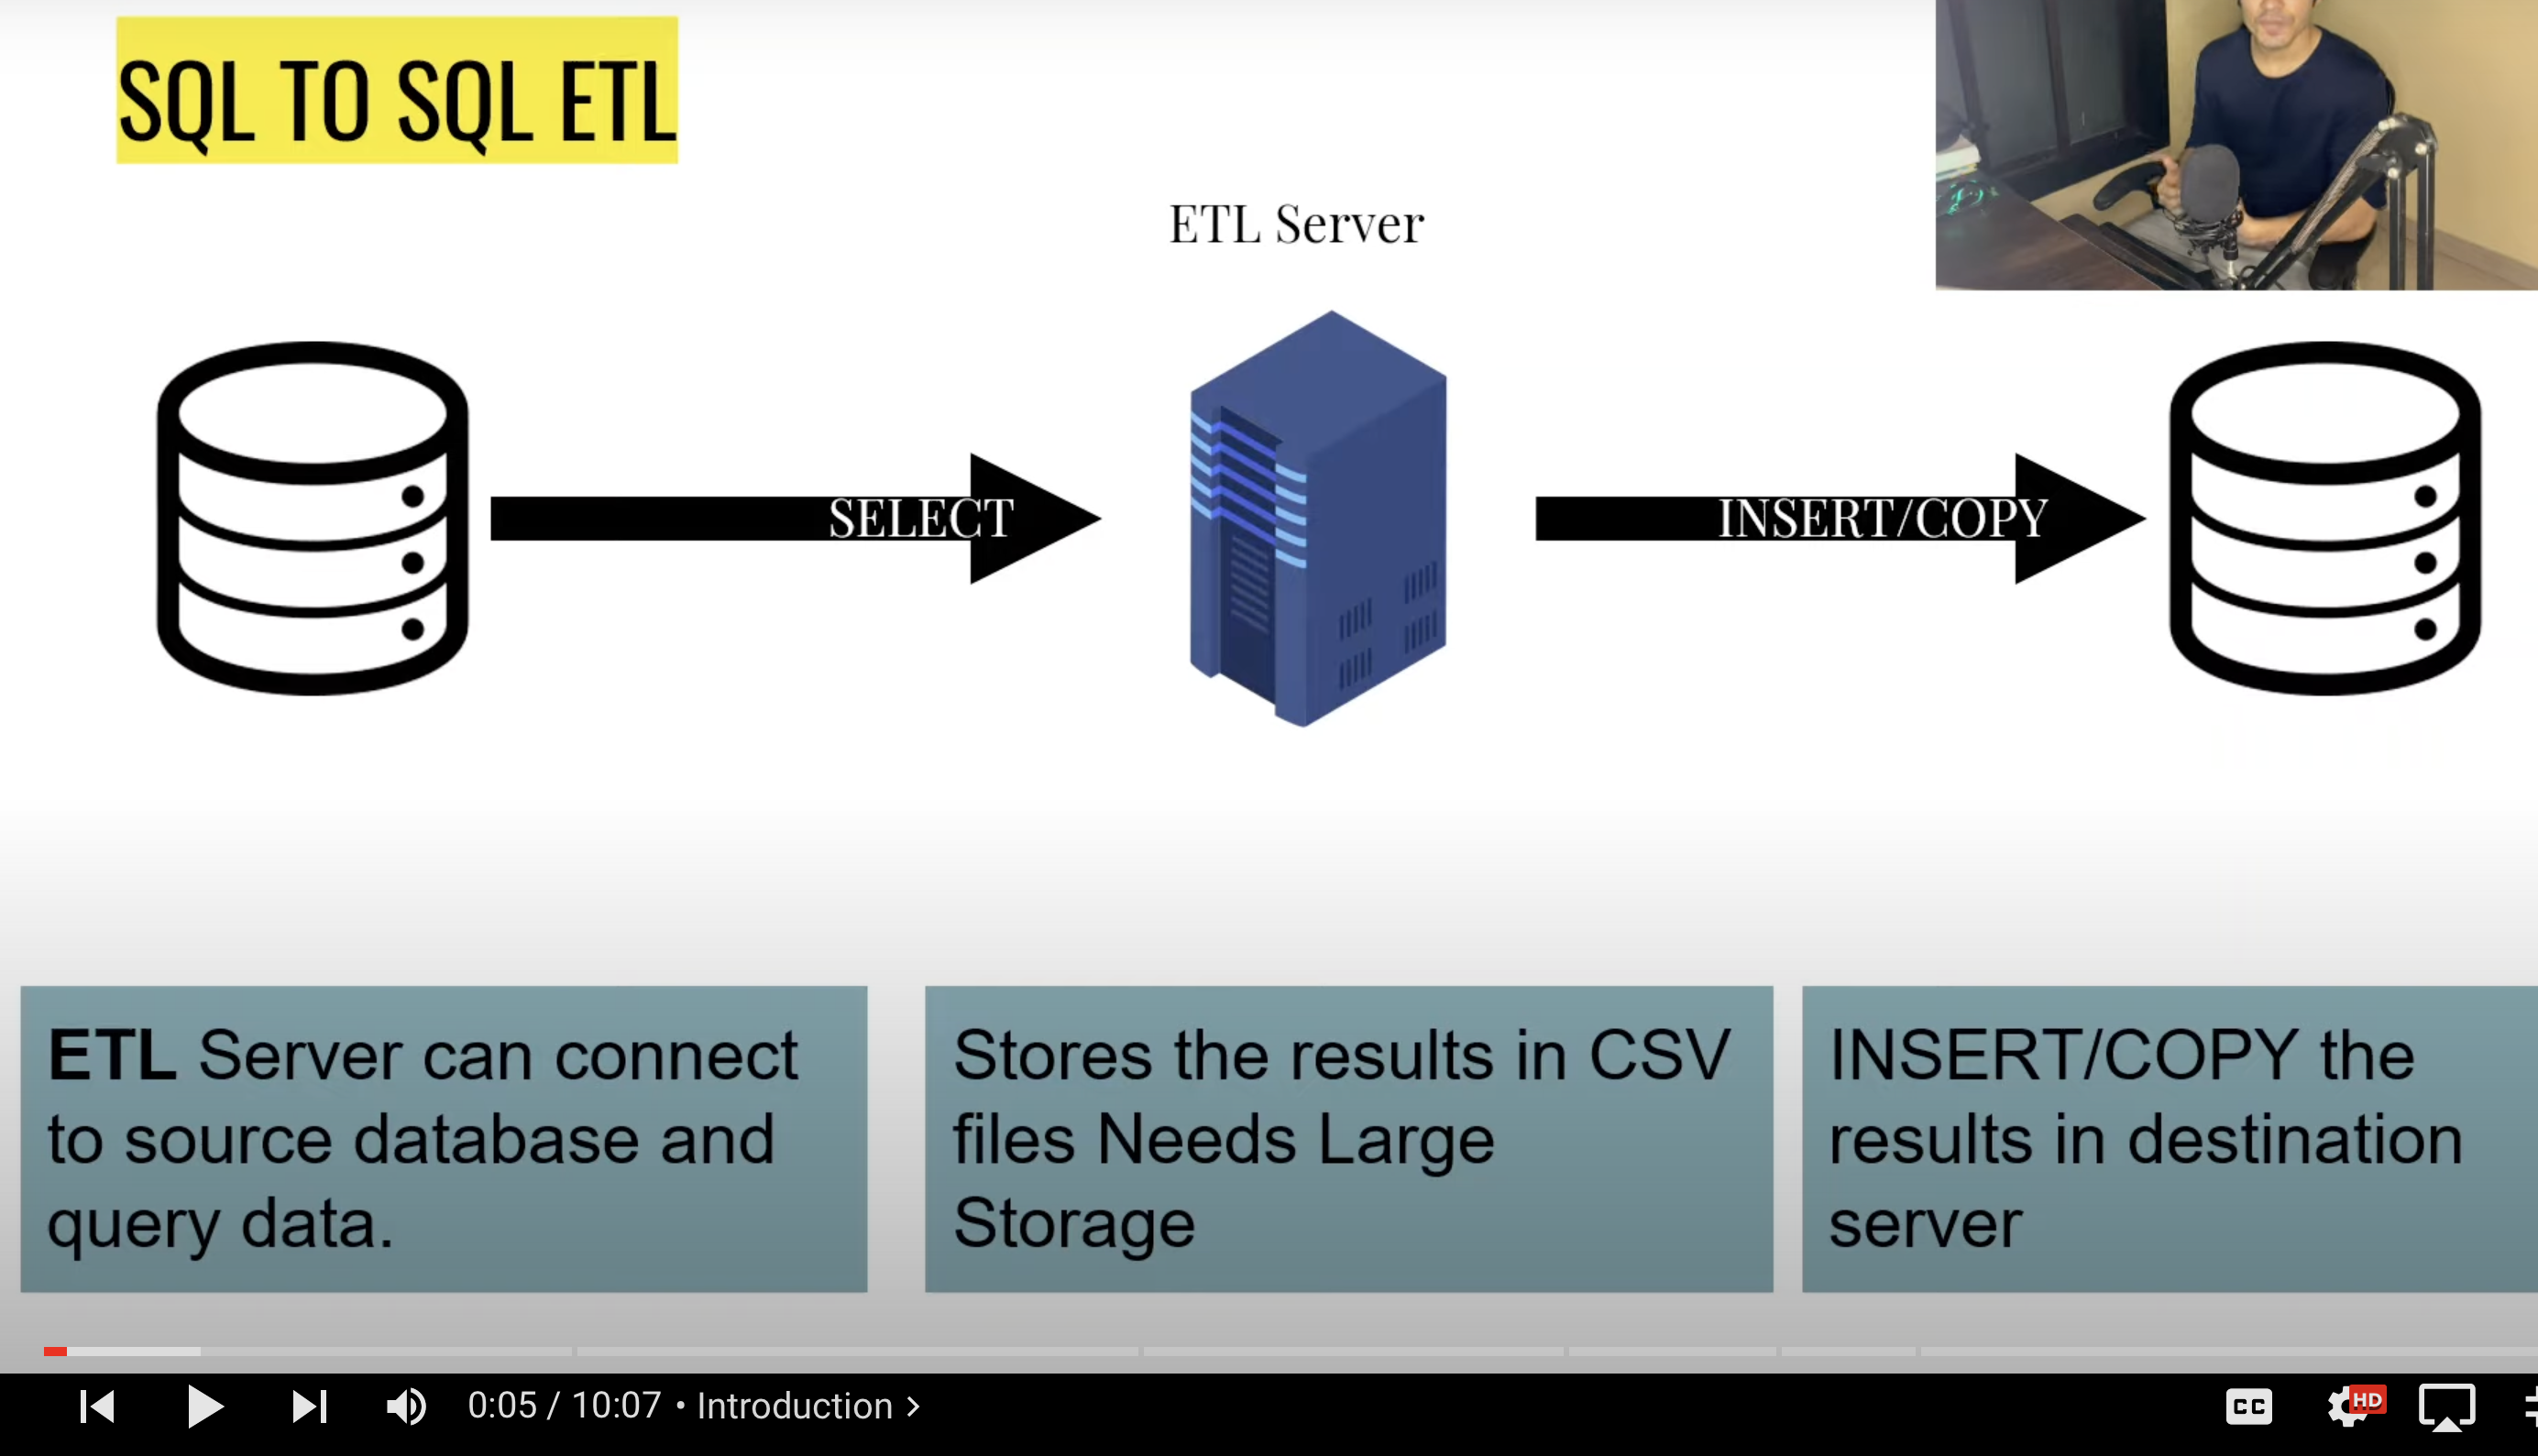 SQL TO SQL ETL
ETL Server
SELECT
INSERT/COPY
ETL Server can connect
to source database and
query data.
Stores the results in CSV
files Needs Large
Storage
INSERT/COPY the
results in destination
server
0:05 / 10:07 • Introduction >
CC
HD